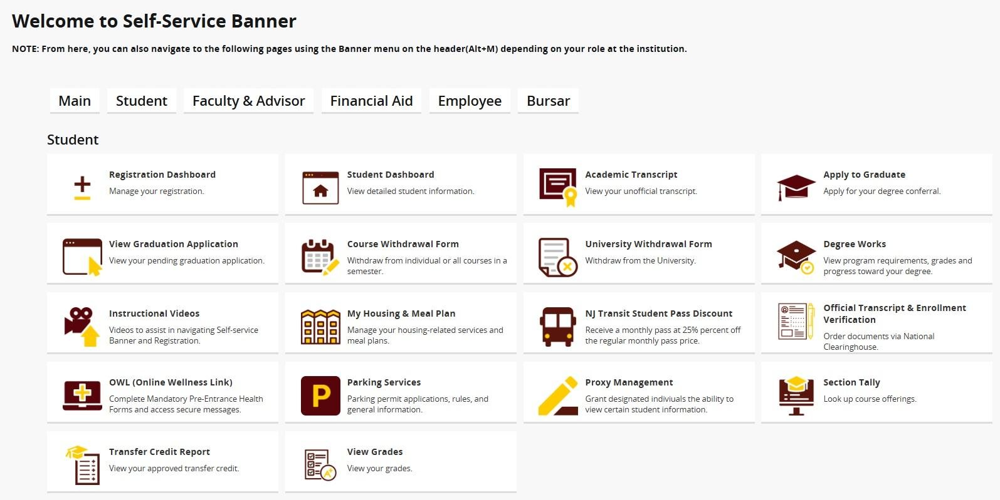 Welcome to Self-Service Banner
NOTE: From here, you can also navigate to the following pages using the Banner menu on the header(Alt+M) depending on your role at the institution.
Main
Student
Faculty & Advisor
Financial Aid
Employee
Bursar
Student
Registration Dashboard
Manage your registration.
Student Dashboard
View detailed student information.
Academic Transcript
View your unofficial transcript.
Apply to Graduate
Apply for your degree conferral.
View Graduation Application
View your pending graduation application.
Course Withdrawal Form
Withdraw from individual or all courses in a
semester.
University Withdrawal Form
Withdraw from the University.
Degree Works
View program requirements, grades and
progress toward your degree.
Instructional Videos
Videos to assist in navigating Self-service
Banner and Registration.
My Housing & Meal Plan
Manage your housing-related services and
meal plans.
NJ Transit Student Pass Discount
Receive a monthly pass at 25% percent off
the regular monthly pass price.
Official Transcript & Enrollment
Verification
Order documents via National
Clearinghouse.
OWL (Online Wellness Link)
Complete Mandatory Pre-Entrance Health
Forms and access secure messages.
P
Parking Services
Parking permit applications, rules, and
general information.
Proxy Management
Grant designated indiviuals the ability to
view certain student information.
Section Tally
Look up course offerings.
Transfer Credit Report
View your approved transfer credit.
A+
View Grades
View your grades.